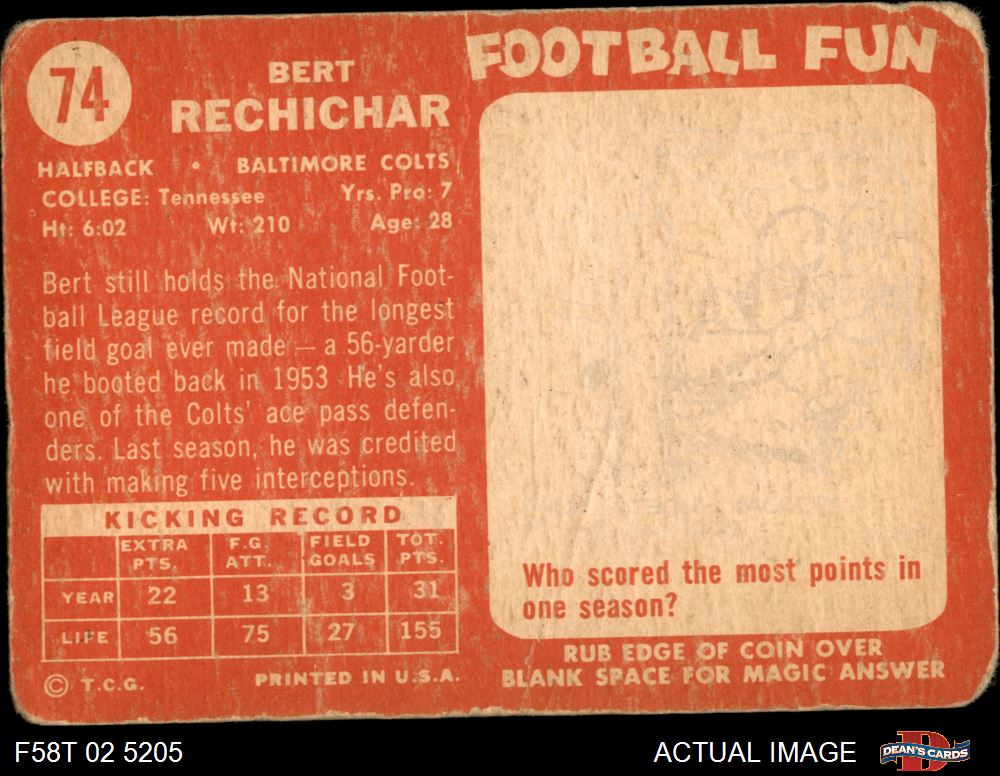 74
BERT
RECHICHAR
HALFBACK • BALTIMORE COLTS
COLLEGE: Tennessee Yrs. Pro: 7
Ht: 6:02 Wt: 210 Age: 28
Bert still holds the National Foot-
ball League record for the longest
field goal ever made — a 56-yarder
he booted back in 1953 He's also
one of the Colts' ace pass defen-
ders. Last season, he was credited
with making five interceptions.
KICKING RECORD
EXTRA PTS. F.G. ATT. FIELD GOALS TOT. PTS.
YEAR 22 13 3 31
LIFE 56 75 27 155
© T.C.G. PRINTED IN U.S.A.
FOOTBALL FUN
Who scored the most points in
one season?
RUB EDGE OF COIN OVER
BLANK SPACE FOR MAGIC ANSWER
F58T 02 5205
ACTUAL IMAGE
D
DEAN'S CARDS